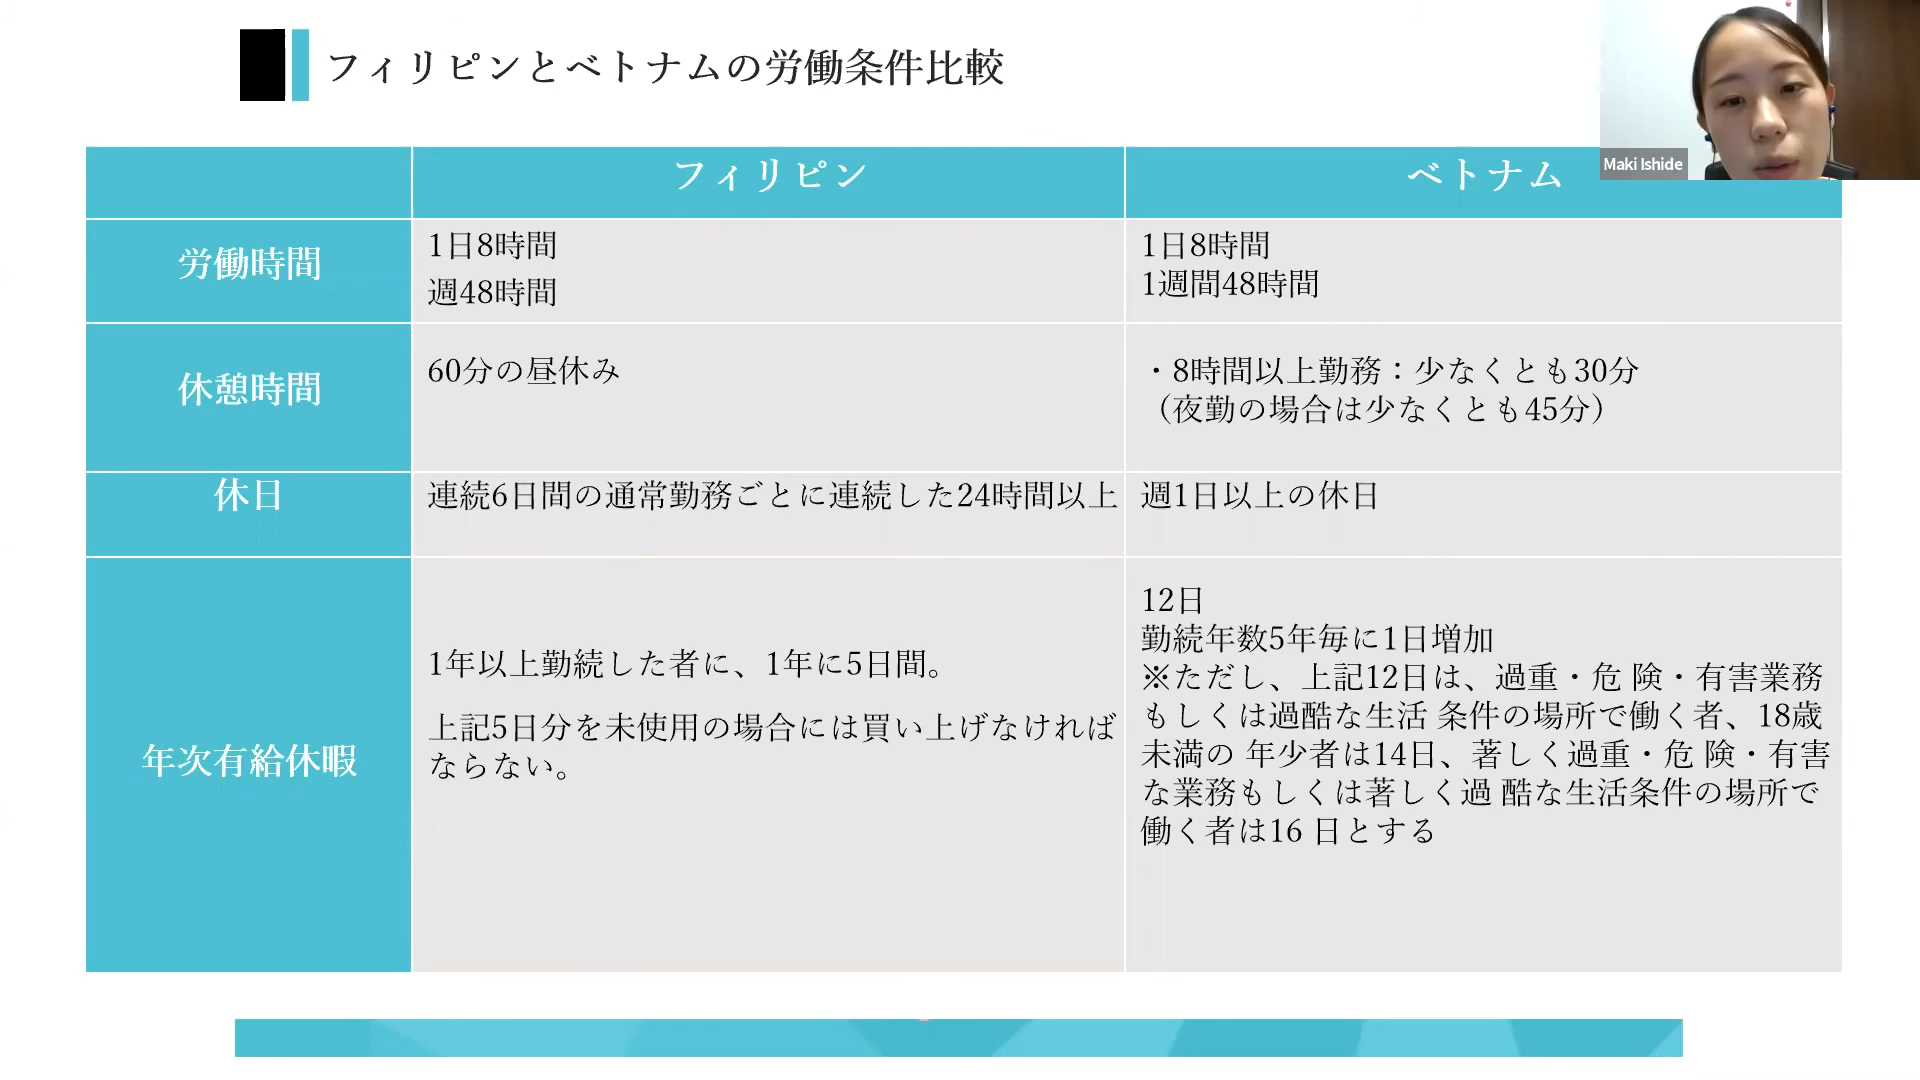 フィリピンとベトナムの労働条件比較
Maki Ishide
フィリピン
ベトナム
労働時間
1日8時間
週48時間
1日8時間
1週間48時間
休憩時間
60分の昼休み
・8時間以上勤務：少なくとも30分
（夜勤の場合は少なくとも45分）
休日
連続6日間の通常勤務ごとに連続した24時間以上
週1日以上の休日
年次有給休暇
1年以上勤続した者に、1年に5日間。
上記5日分を未使用の場合には買い上げなければ
ならない。
12日
勤続年数5年毎に1日増加
※ただし、上記12日は、過重・危 険・有害業務
もしくは過酷な生活 条件の場所で働く者、18歳
未満の 年少者は14日、著しく過重・危 険・有害
な業務もしくは著しく過 酷な生活条件の場所で
働く者は16 日とする